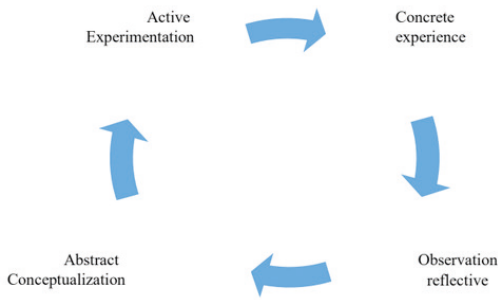 Active
Experimentation
Concrete
experience
Abstract
Conceptualization
Observation
reflective